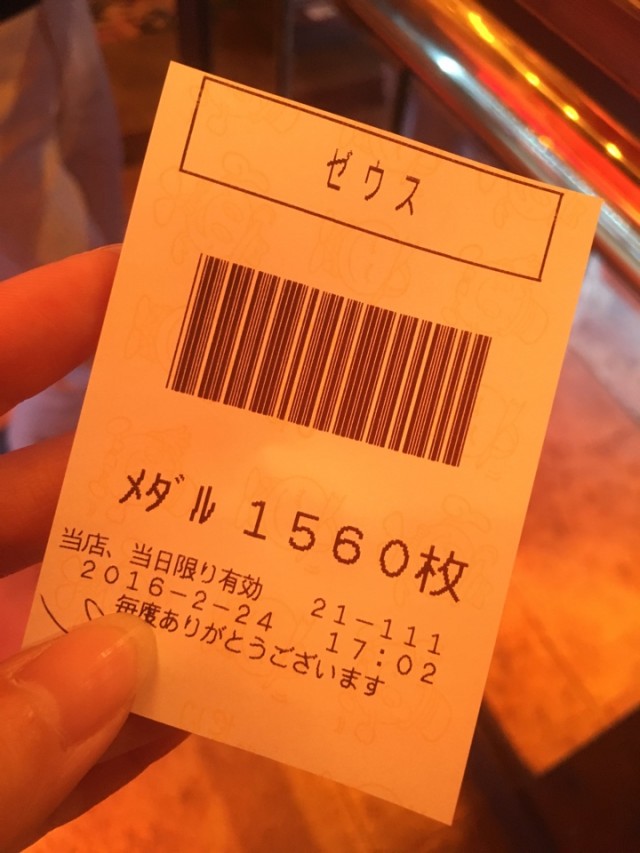 ゼウス
メダル 1560枚
当店、当日限り有効 21-111
2016-2-24 17:02
毎度ありがとうございます